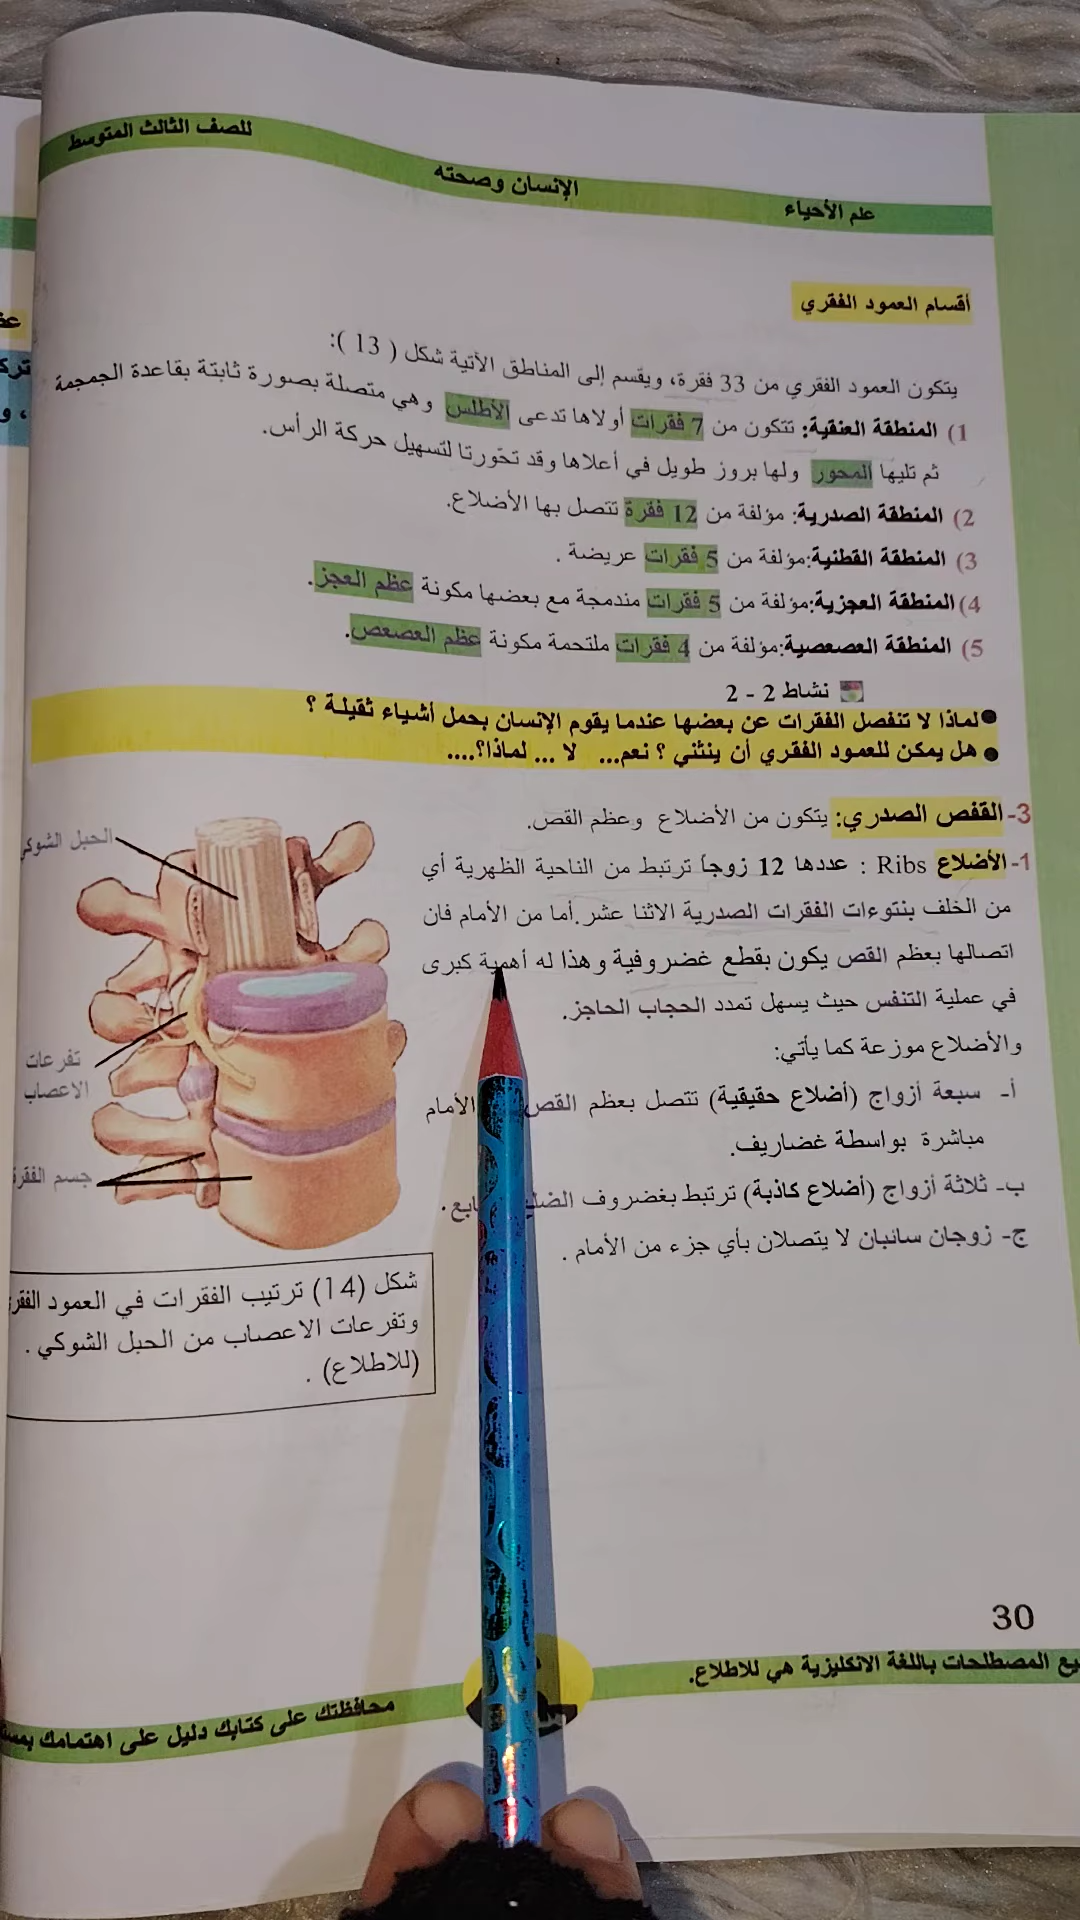 للصف الثالث المتوسط
الإنسان وصحته
علم الأحياء
أقسام العمود الفقري
يتكون العمود الفقري من 33 فقرة، ويقسم إلى المناطق الآتية شكل ( 13 ):
1) المنطقة العنقية: تتكون من 7 فقرات أولاها تدعى الأطلس وهي متصلة بصورة ثابتة بقاعدة الجمجمة
ثم تليها المحور ولها بروز طويل في أعلاها وقد تحورتا لتسهيل حركة الرأس.
2) المنطقة الصدرية: مؤلفة من 12 فقرة تتصل بها الأضلاع.
3) المنطقة القطنية:مؤلفة من 5 فقرات عريضة .
4) المنطقة العجزية:مؤلفة من 5 فقرات مندمجة مع بعضها مكونة عظم العجز.
5) المنطقة العصعصية:مؤلفة من 4 فقرات ملتحمة مكونة عظم العصعص.
نشاط 2 - 2
● لماذا لا تنفصل الفقرات عن بعضها عندما يقوم الإنسان بحمل أشياء ثقيلة ؟
● هل يمكن للعمود الفقري أن ينثني ؟ نعم... لا ... لماذا؟....
3- القفص الصدري: يتكون من الأضلاع وعظم القص.
1- الأضلاع Ribs : عددها 12 زوجاً ترتبط من الناحية الظهرية أي
من الخلف بنتوءات الفقرات الصدرية الاثنا عشر.أما من الأمام فان
اتصالها بعظم القص يكون بقطع غضروفية وهذا له أهمية كبرى
في عملية التنفس حيث يسهل تمدد الحجاب الحاجز.
والأضلاع موزعة كما يأتي:
أ- سبعة أزواج (أضلاع حقيقية) تتصل بعظم القص الأمام
مباشرة بواسطة غضاريف.
ب- ثلاثة أزواج (أضلاع كاذبة) ترتبط بغضروف
ج- زوجان سائبان لا يتصلان بأي جزء من الأمام .
الحبل الشوكي
تفرعات
الاعصاب
جسم الفقرة
شكل (14) ترتيب الفقرات في العمود
وتفرعات الاعصاب من الحبل الشوكي .
(للاطلاع) .
30
المصطلحات باللغة الانكليزية هي للاطلاع.
محافظتك على كتابك دليل على اهتمامك